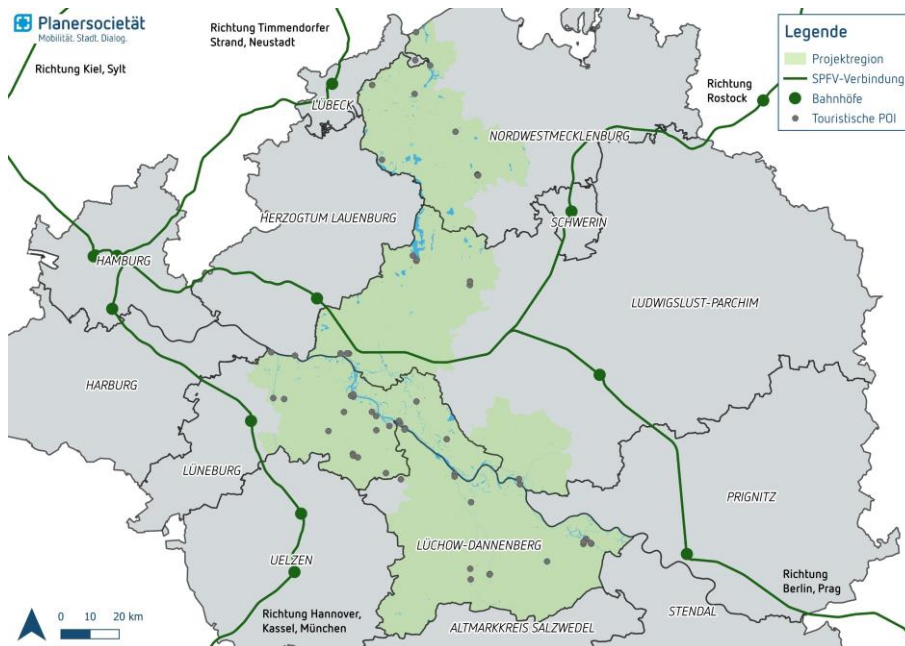 Planersocietät
Mobilität. Stadt. Dialog.
Richtung Kiel, Sylt
Richtung Timmendorfer
Strand, Neustadt
Legende
Projektregion
SPFV-Verbindung
Bahnhöfe
Touristische POI
Richtung
Rostock
LÜBECK
NORDWESTMECKLENBURG
HERZOGTUM LAUENBURG
SCHWERIN
HAMBURG
LUDWIGSLUST-PARCHIM
HARBURG
LÜNEBURG
PRIGNITZ
LÜCHOW-DANNENBERG
UELZEN
Richtung
Berlin, Prag
STENDAL
Richtung Hannover,
Kassel, München
ALTMARKKREIS SALZWEDEL
0 10 20 km